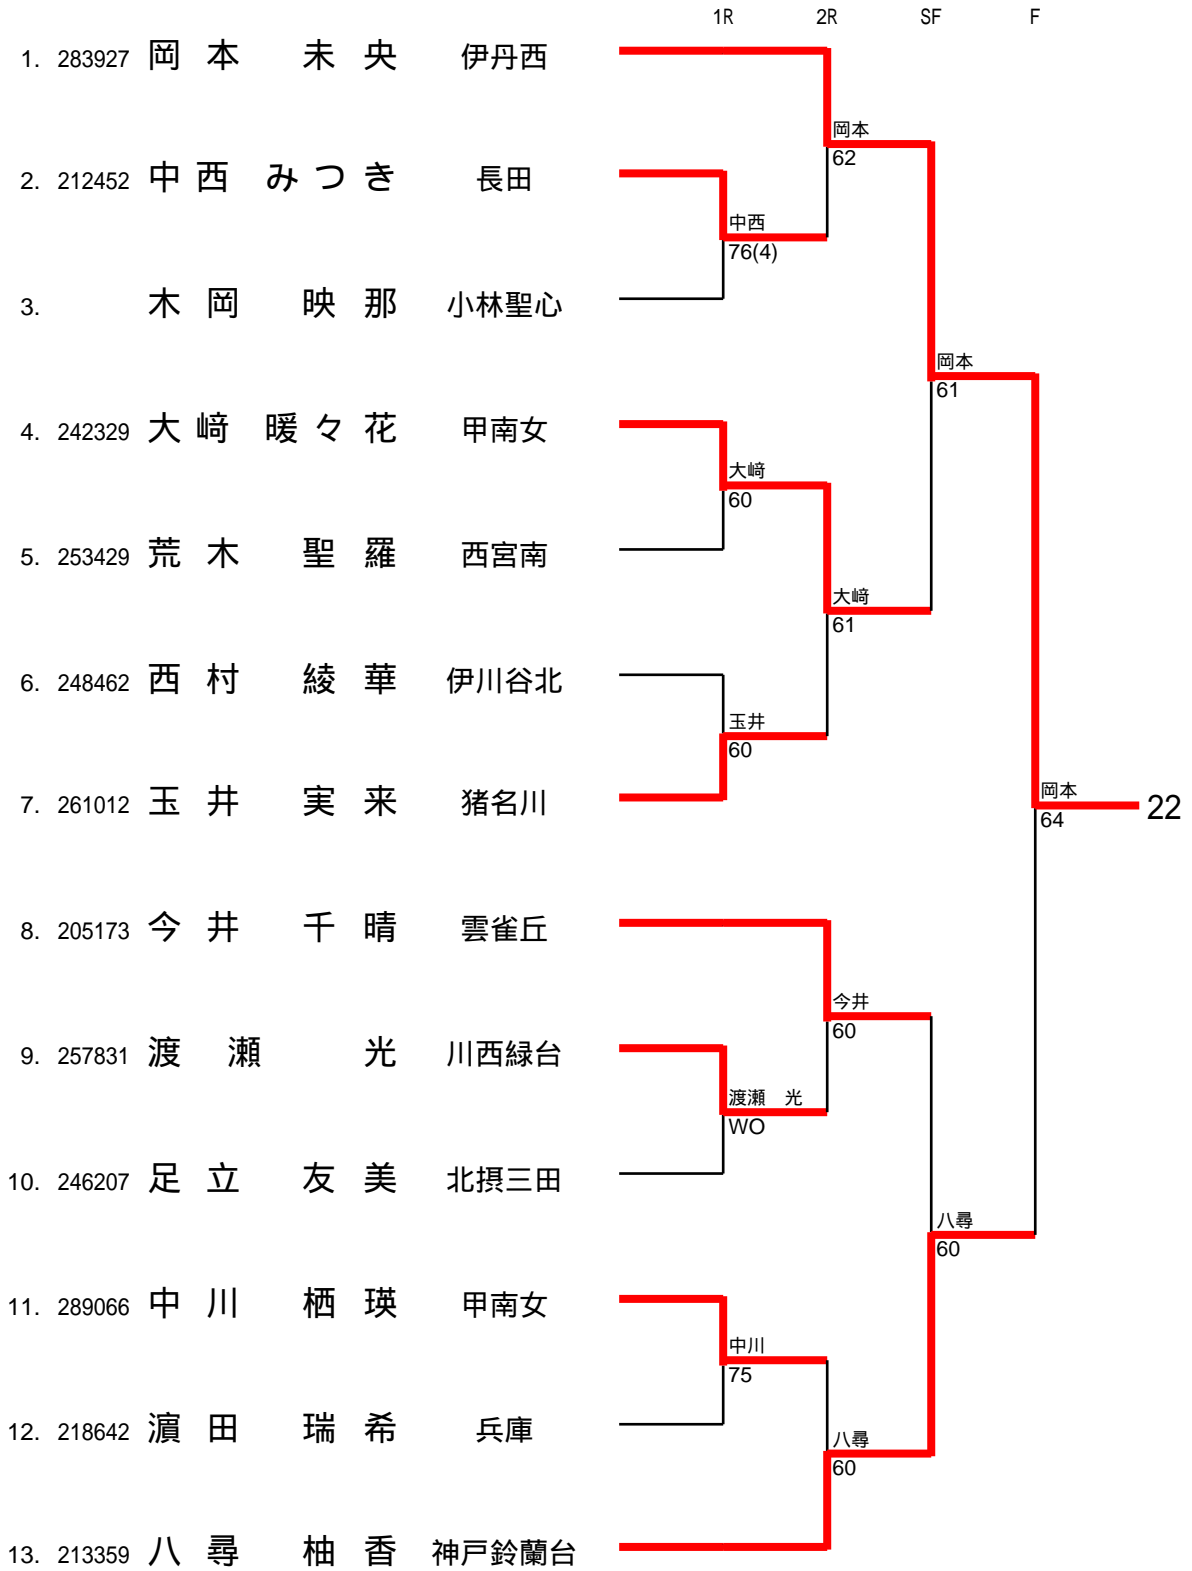 1R 2R SF F
1. 283927 岡本 未央 伊丹西
岡本
62
2. 212452 中西 みつき 長田
中西
76(4)
3. 木岡 映那 小林聖心
岡本
61
4. 242329 大﨑 暖々花 甲南女
大﨑
60
5. 253429 荒木 聖羅 西宮南
大﨑
61
6. 248462 西村 綾華 伊川谷北
玉井
60
7. 261012 玉井 実来 猪名川
岡本
64
22
8. 205173 今井 千晴 雲雀丘
今井
60
9. 257831 渡瀬 光 川西緑台
渡瀬 光
WO
10. 246207 足立 友美 北摂三田
八尋
60
11. 289066 中川 栖瑛 甲南女
中川
75
12. 218642 濵田 瑞希 兵庫
八尋
60
13. 213359 八尋 柚香 神戸鈴蘭台